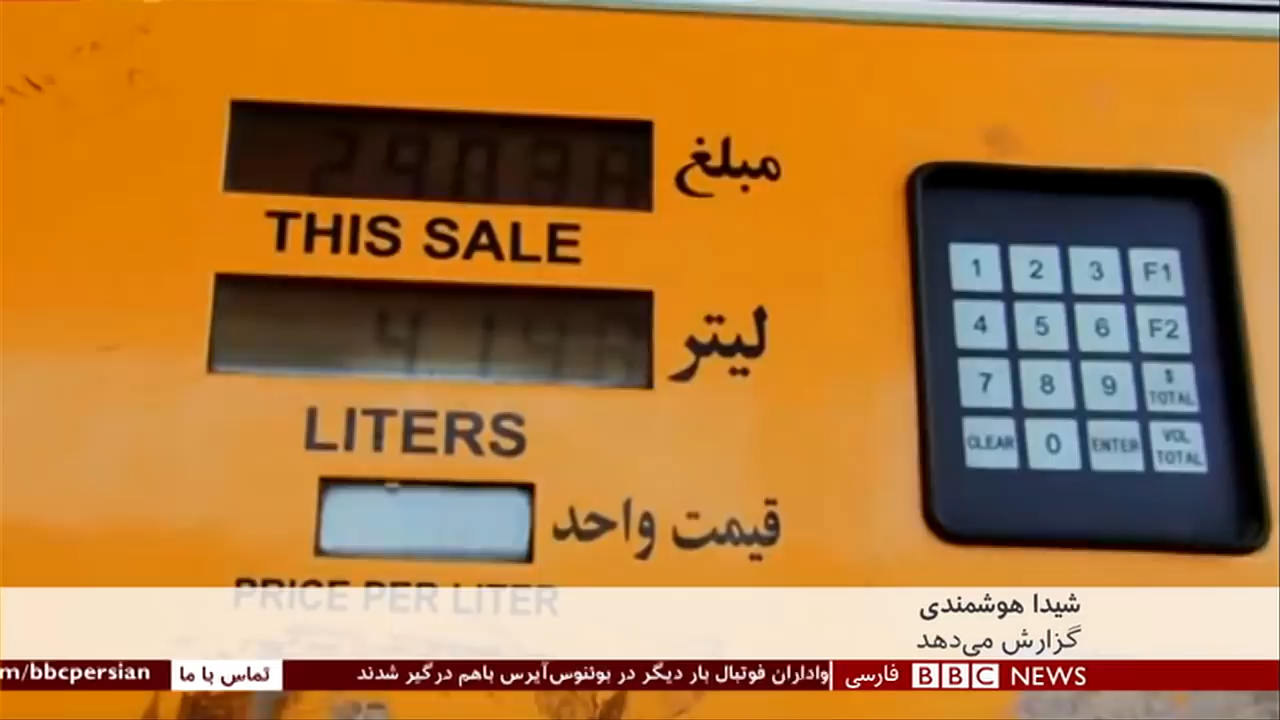 مبلغ
THIS SALE
لیتر
LITERS
قیمت واحد
PRICE PER LITER
1 2 3 F1
4 5 6 F2
7 8 9 $ TOTAL
CLEAR 0 ENTER VOL TOTAL
شیدا هوشمندی
گزارش می‌دهد
BBC NEWS فارسی
هواداران فوتبال بار دیگر در بوئنوس‌آیرس باهم درگیر شدند
تماس با ما
m/bbcpersian